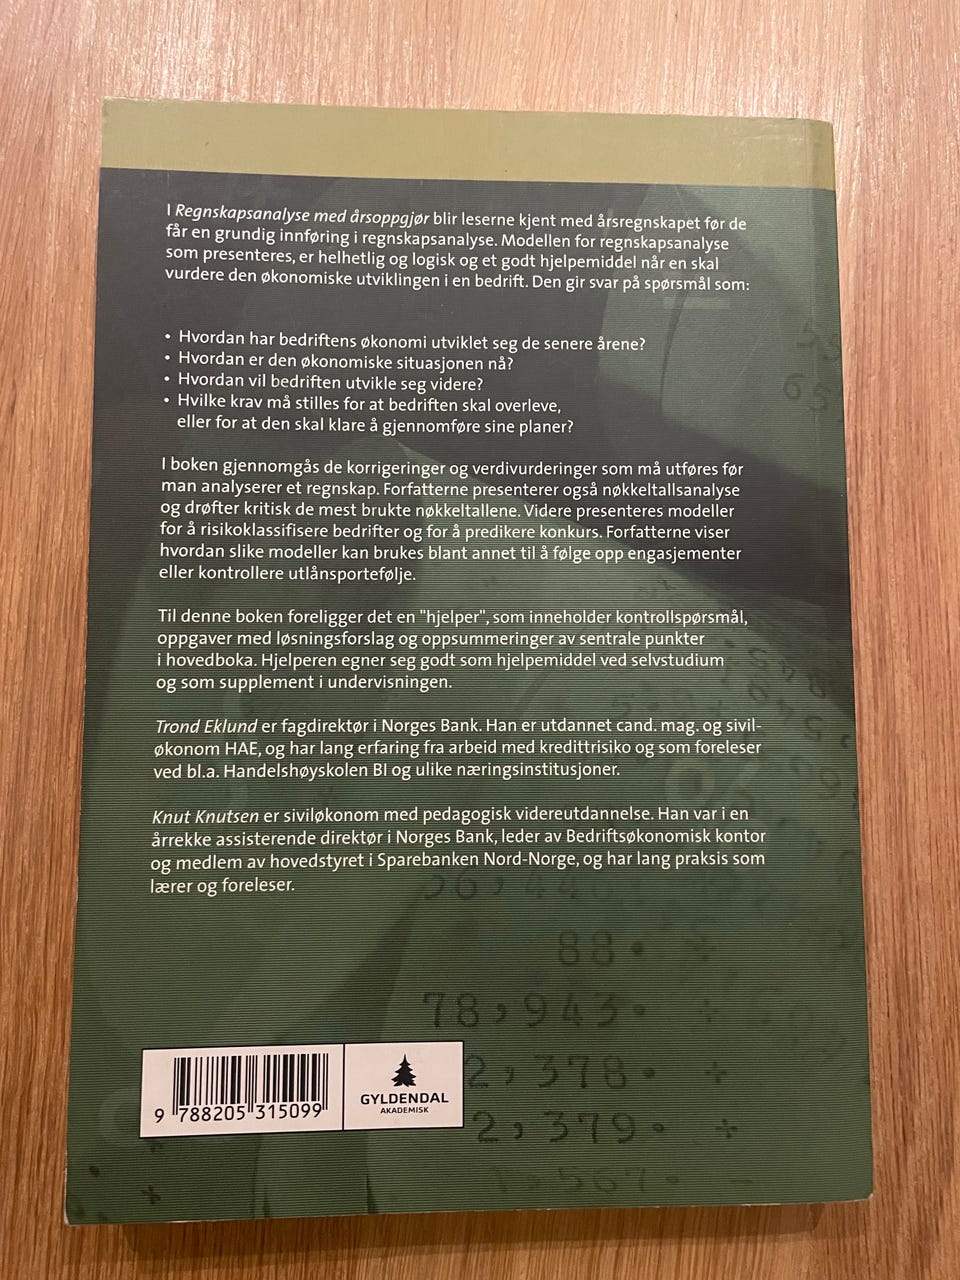 I Regnskapsanalyse med årsoppgjør blir leserne kjent med årsregnskapet før de
får en grundig innføring i regnskapsanalyse. Modellen for regnskapsanalyse
som presenteres, er helhetlig og logisk og et godt hjelpemiddel når en skal
vurdere den økonomiske utviklingen i en bedrift. Den gir svar på spørsmål som:
• Hvordan har bedriftens økonomi utviklet seg de senere årene?
• Hvordan er den økonomiske situasjonen nå?
• Hvordan vil bedriften utvikle seg videre?
• Hvilke krav må stilles for at bedriften skal overleve,
eller for at den skal klare å gjennomføre sine planer?
I boken gjennomgås de korrigeringer og verdivurderinger som må utføres før
man analyserer et regnskap. Forfatterne presenterer også nøkkeltallsanalyse
og drøfter kritisk de mest brukte nøkkeltallene. Videre presenteres modeller
for å risikoklassifisere bedrifter og for å predikere konkurs. Forfatterne viser
hvordan slike modeller kan brukes blant annet til å følge opp engasjementer
eller kontrollere utlånsportefølje.
Til denne boken foreligger det en "hjelper", som inneholder kontrollspørsmål,
oppgaver med løsningsforslag og oppsummeringer av sentrale punkter
i hovedboka. Hjelperen egner seg godt som hjelpemiddel ved selvstudium
og som supplement i undervisningen.
Trond Eklund er fagdirektør i Norges Bank. Han er utdannet cand. mag. og sivil-
økonom HAE, og har lang erfaring fra arbeid med kredittrisiko og som foreleser
ved bl.a. Handelshøyskolen BI og ulike næringsinstitusjoner.
Knut Knutsen er siviløkonom med pedagogisk videreutdannelse. Han var i en
årrekke assisterende direktør i Norges Bank, leder av Bedriftsøkonomisk kontor
og medlem av hovedstyret i Sparebanken Nord-Norge, og har lang praksis som
lærer og foreleser.
88.
78,943. ÷
2,378. ÷
2,379. ÷
1,567. -
9 788205 315099
GYLDENDAL
AKADEMISK